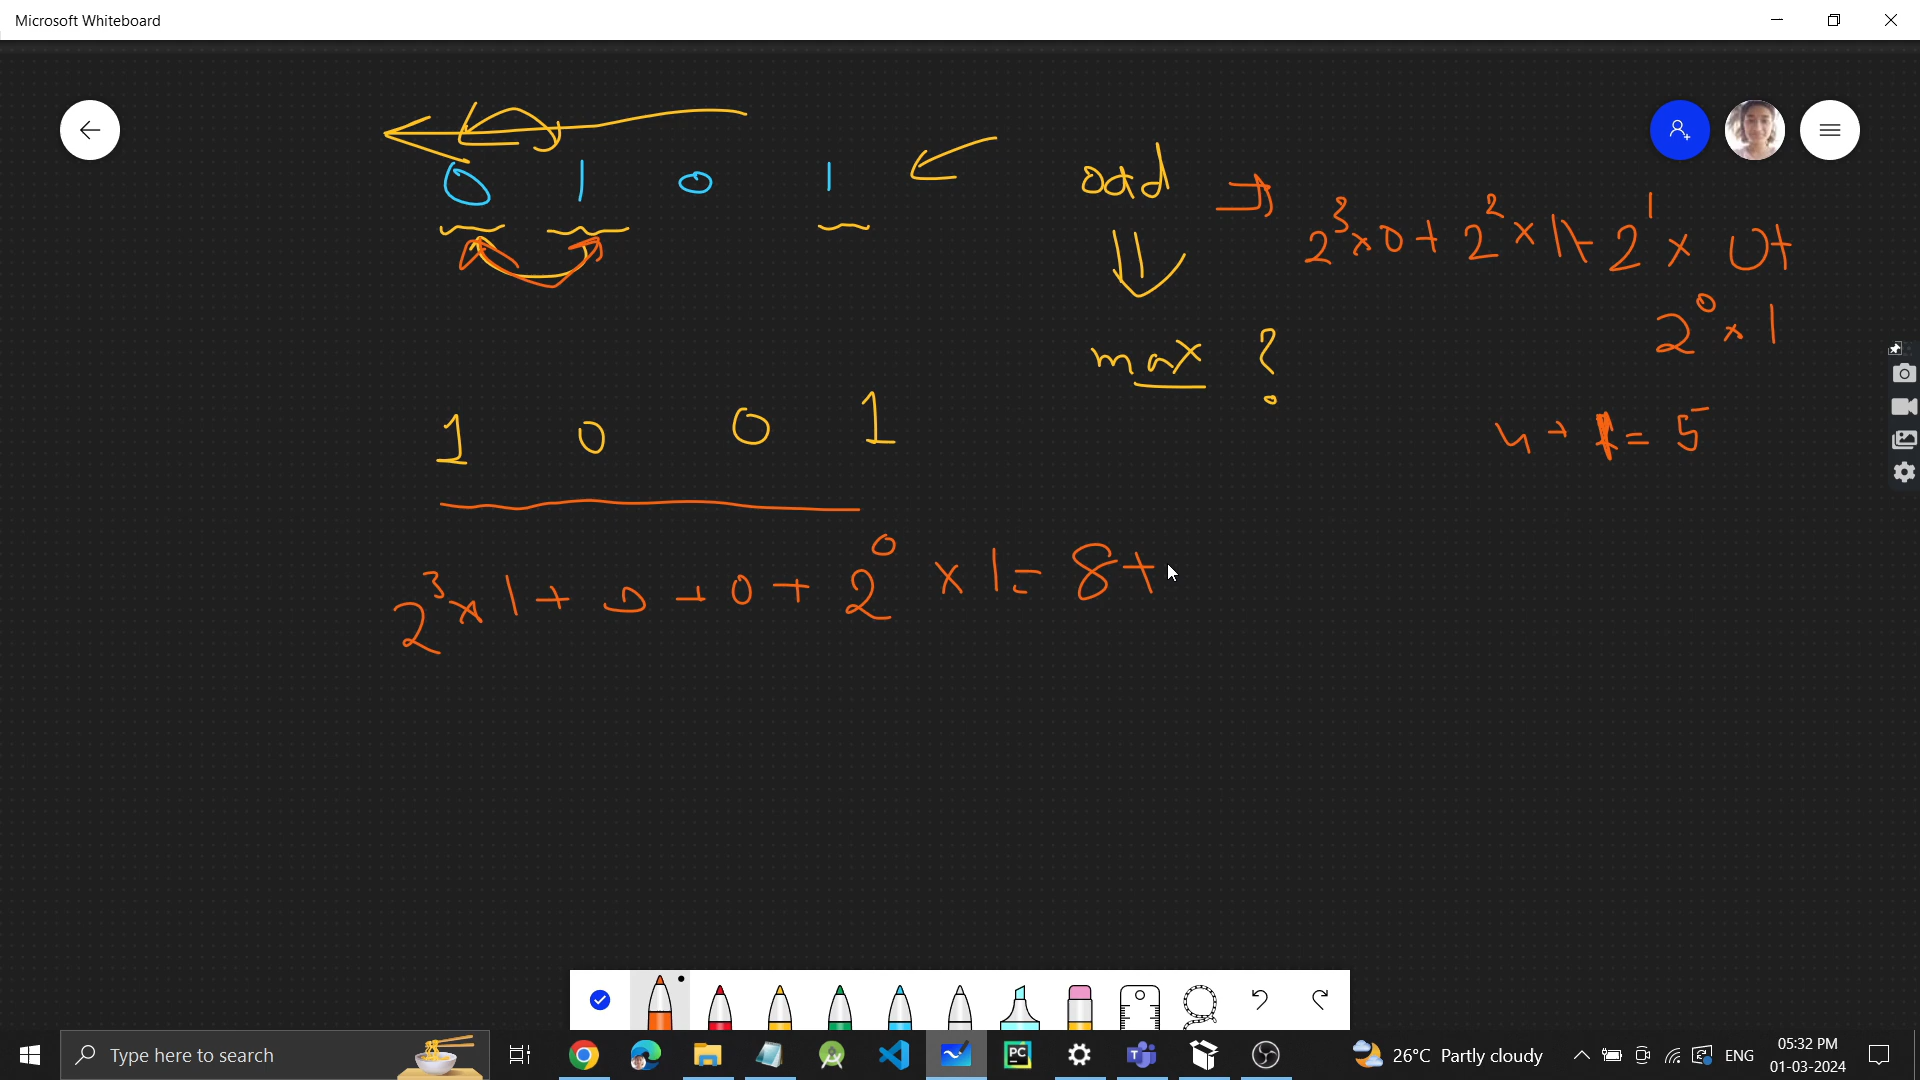 Microsoft Whiteboard
0 1 0 1
odd
2³×0+2²×1+2¹×0+
2⁰×1
max ?
1 0 0 1
4+1=5
2³×1+0+0+2⁰×1=8+
Type here to search
26°C Partly cloudy
ENG
05:32 PM
01-03-2024